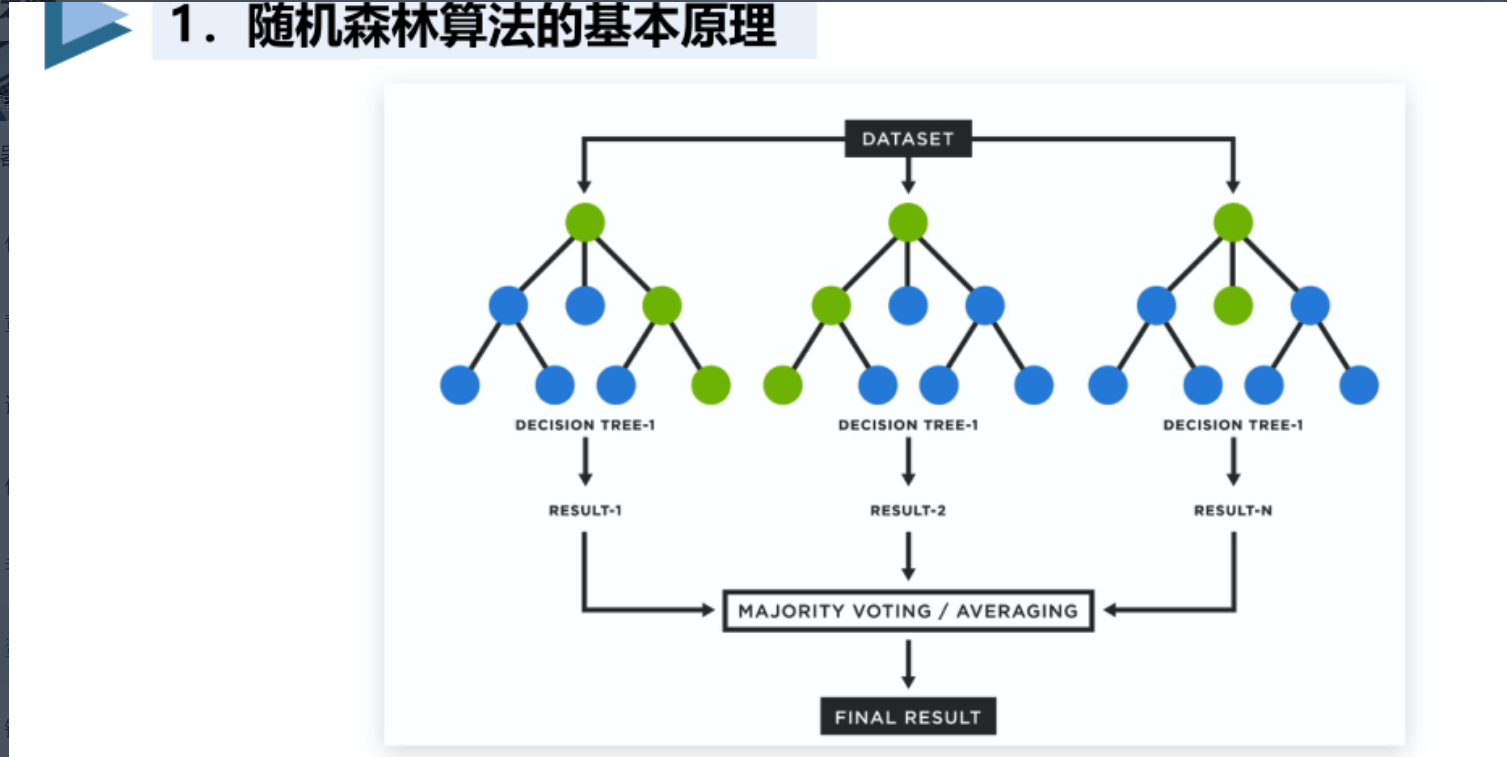 1. 随机森林算法的基本原理
DATASET
DECISION TREE-1
DECISION TREE-1
DECISION TREE-1
RESULT-1
RESULT-2
RESULT-N
MAJORITY VOTING / AVERAGING
FINAL RESULT